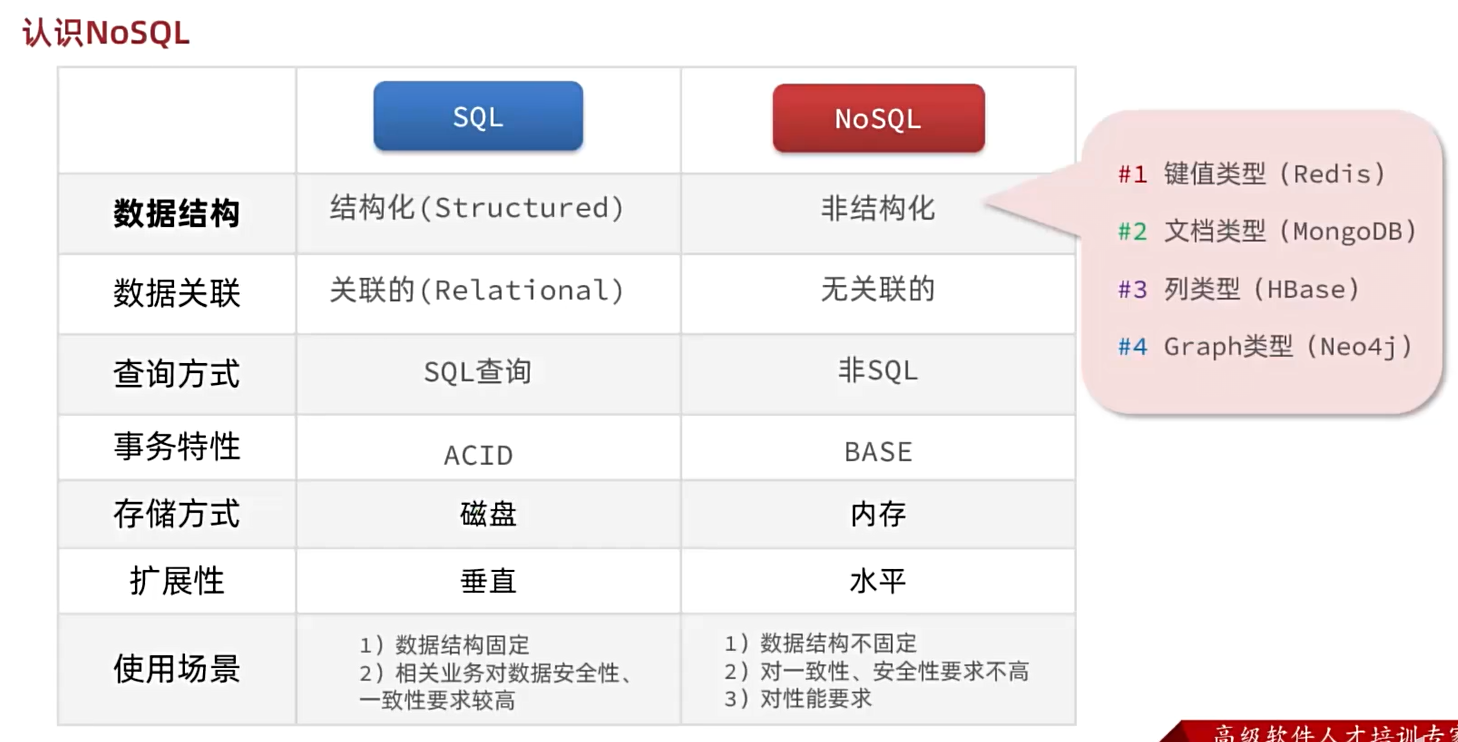 认识NoSQL
SQL
NoSQL
数据结构
结构化(Structured)
非结构化
数据关联
关联的(Relational)
无关联的
查询方式
SQL查询
非SQL
事务特性
ACID
BASE
存储方式
磁盘
内存
扩展性
垂直
水平
使用场景
1）数据结构固定
2）相关业务对数据安全性、
一致性要求较高
1）数据结构不固定
2）对一致性、安全性要求不高
3）对性能要求
#1 键值类型（Redis）
#2 文档类型（MongoDB）
#3 列类型（HBase）
#4 Graph类型（Neo4j）
高级软件人才培训专家